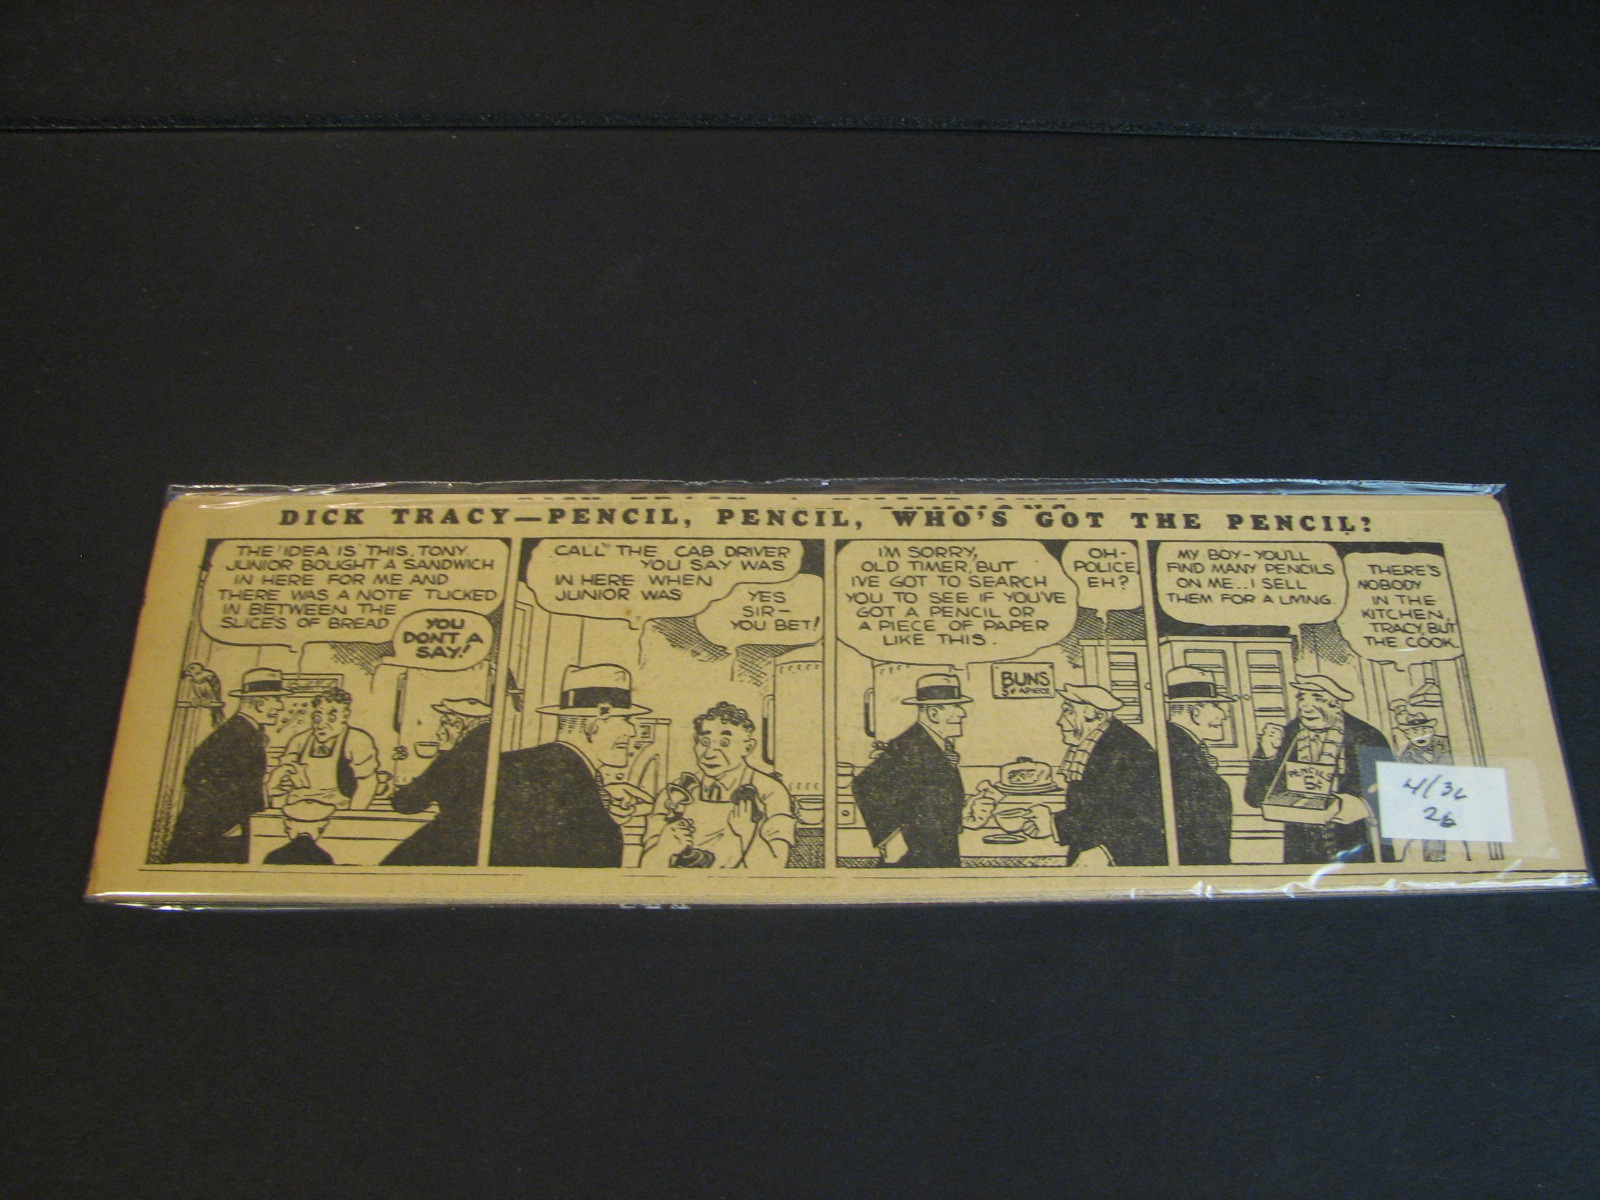 DICK TRACY—PENCIL, PENCIL, WHO'S GOT THE PENCIL?
THE IDEA IS THIS, TONY.
JUNIOR BOUGHT A SANDWICH
IN HERE FOR ME AND
THERE WAS A NOTE TUCKED
IN BETWEEN THE
SLICES OF BREAD
YOU
DON'T A
SAY!
CALL THE CAB DRIVER
YOU SAY WAS
IN HERE WHEN
JUNIOR WAS
YES
SIR-
YOU BET!
I'M SORRY,
OLD TIMER, BUT
I'VE GOT TO SEARCH
YOU TO SEE IF YOU'VE
GOT A PENCIL OR
A PIECE OF PAPER
LIKE THIS.
OH-
POLICE,
EH?
BUNS
5¢ APIECE
MY BOY-YOU'LL
FIND MANY PENCILS
ON ME.. I SELL
THEM FOR A LIVING.
THERE'S
NOBODY
IN THE
KITCHEN,
TRACY, BUT
THE COOK.
PENCILS
5¢
26